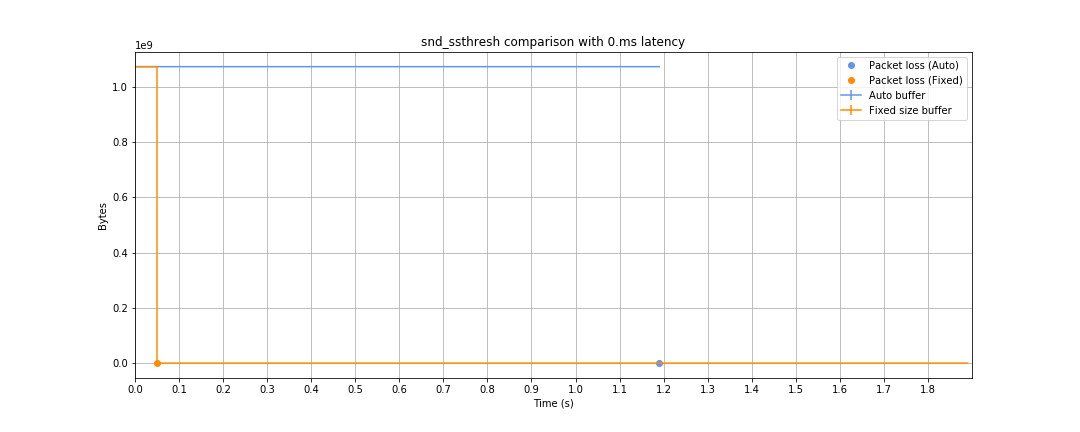 snd_ssthresh comparison with 0.ms latency
1e9
Packet loss (Auto)
Packet loss (Fixed)
Auto buffer
Fixed size buffer
1.0
0.8
0.6
0.4
0.2
0.0
Bytes
0.0 0.1 0.2 0.3 0.4 0.5 0.6 0.7 0.8 0.9 1.0 1.1 1.2 1.3 1.4 1.5 1.6 1.7 1.8
Time (s)